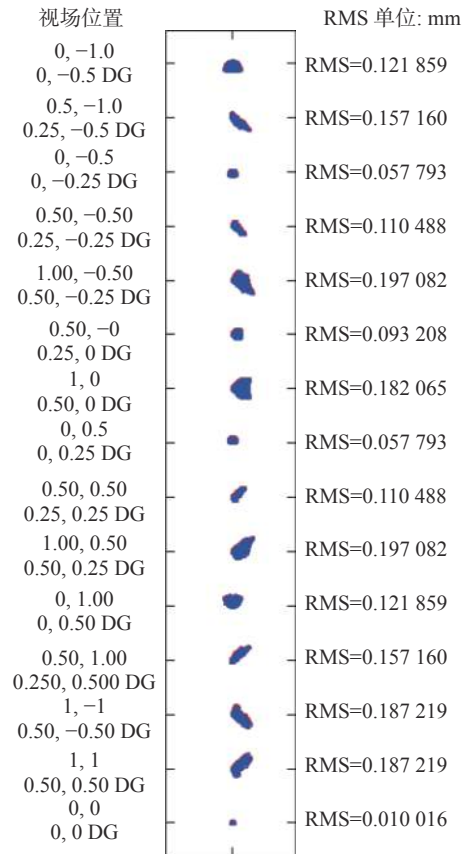 视场位置
RMS 单位: mm
0, −1.0
0, −0.5 DG
RMS=0.121 859
0.5, −1.0
0.25, −0.5 DG
RMS=0.157 160
0, −0.5
0, −0.25 DG
RMS=0.057 793
0.50, −0.50
0.25, −0.25 DG
RMS=0.110 488
1.00, −0.50
0.50, −0.25 DG
RMS=0.197 082
0.50, −0
0.25, 0 DG
RMS=0.093 208
1, 0
0.50, 0 DG
RMS=0.182 065
0, 0.5
0, 0.25 DG
RMS=0.057 793
0.50, 0.50
0.25, 0.25 DG
RMS=0.110 488
1.00, 0.50
0.50, 0.25 DG
RMS=0.197 082
0, 1.00
0, 0.50 DG
RMS=0.121 859
0.50, 1.00
0.250, 0.500 DG
RMS=0.157 160
1, −1
0.50, −0.50 DG
RMS=0.187 219
1, 1
0.50, 0.50 DG
RMS=0.187 219
0, 0
0, 0 DG
RMS=0.010 016